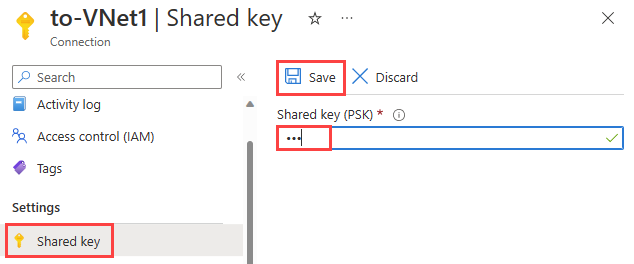 to-VNet1 | Shared key
Connection
Search
Save
Discard
Activity log
Shared key (PSK) *
Access control (IAM)
•••
Tags
Settings
Shared key